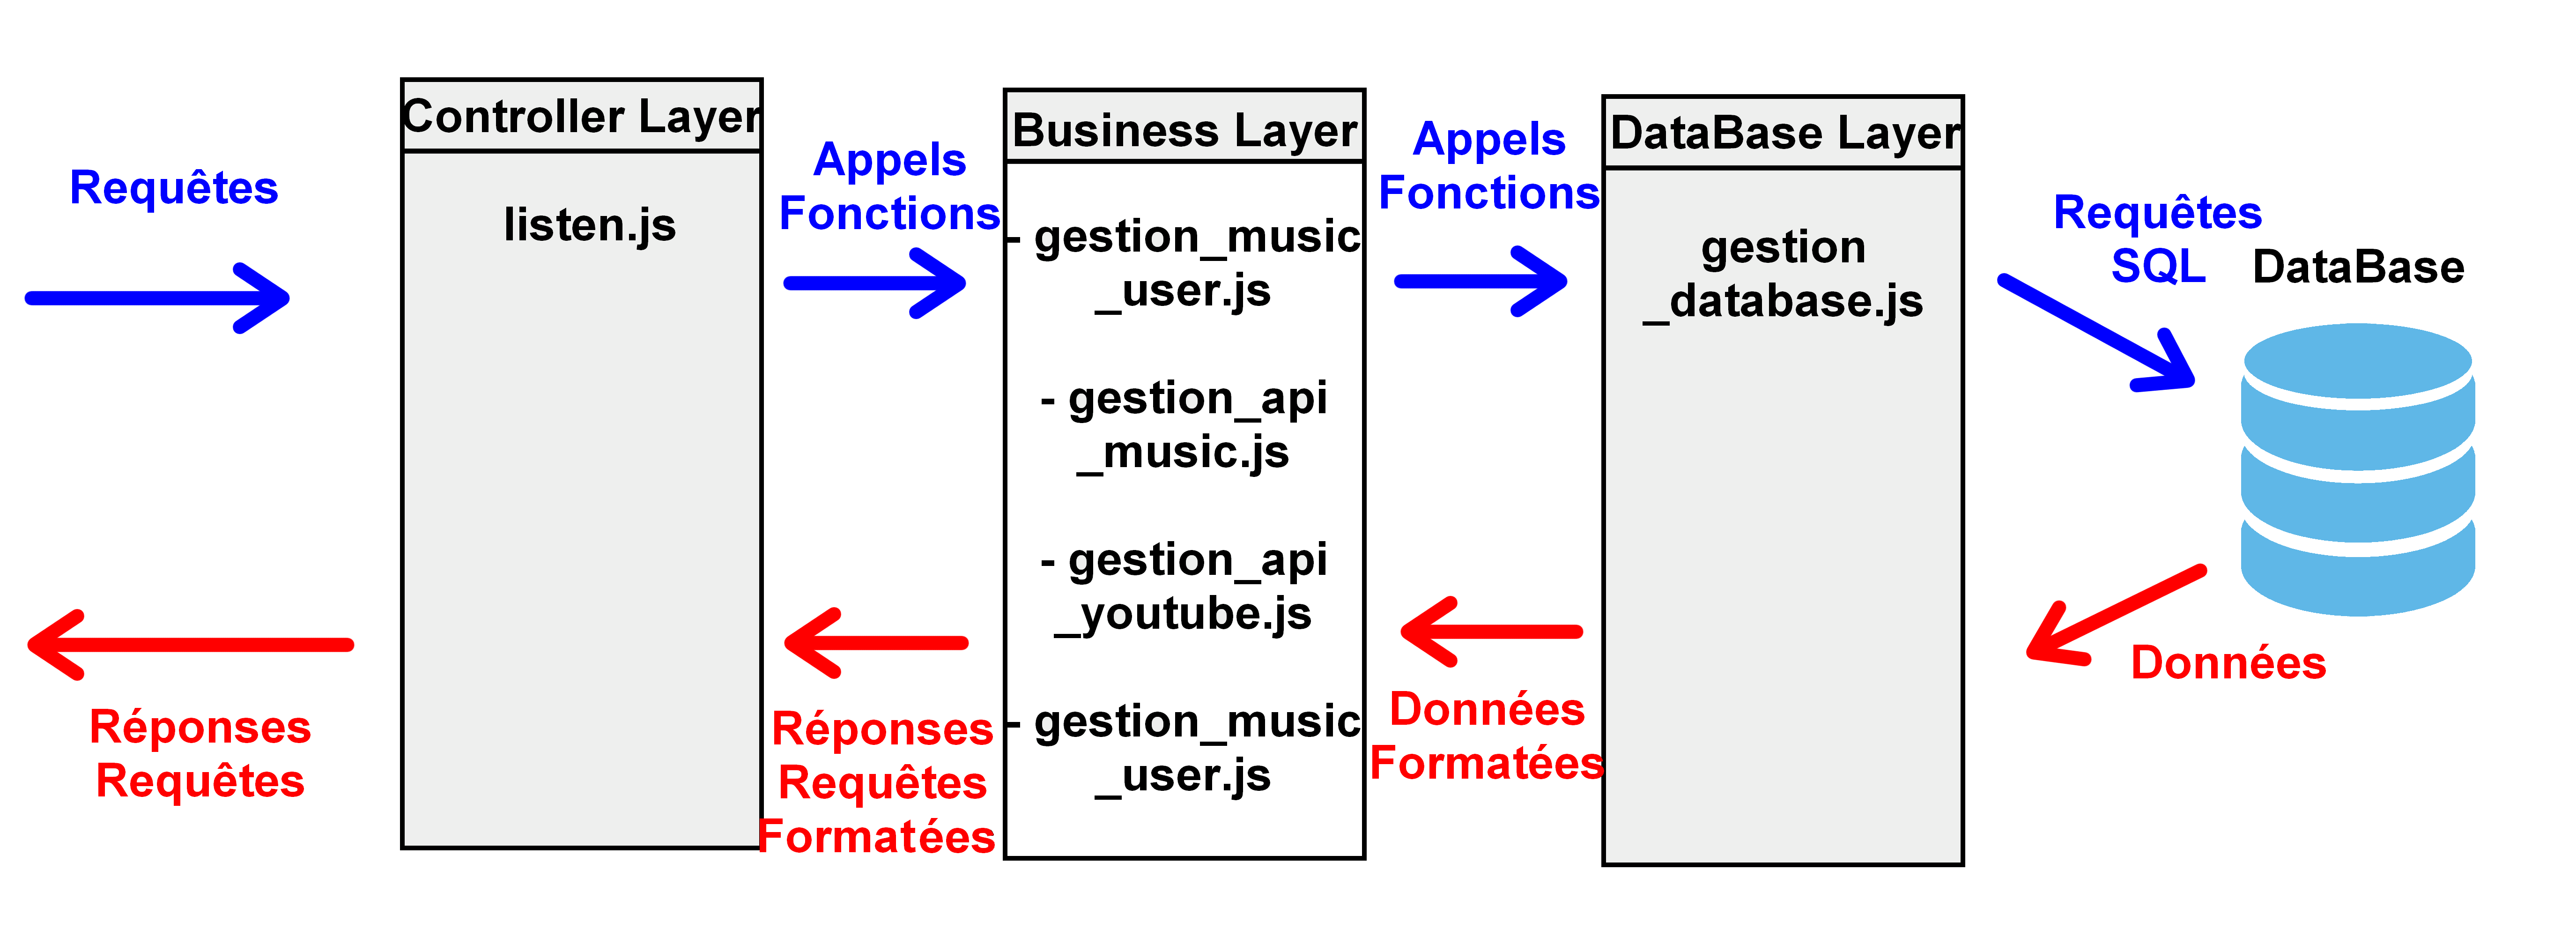 Requêtes
Controller Layer
listen.js
Appels
Fonctions
Business Layer
- gestion_music
_user.js
- gestion_api
_music.js
- gestion_api
_youtube.js
- gestion_music
_user.js
Appels
Fonctions
DataBase Layer
gestion
_database.js
Requêtes
SQL
DataBase
Données
Données
Formatées
Réponses
Requêtes
Formatées
Réponses
Requêtes